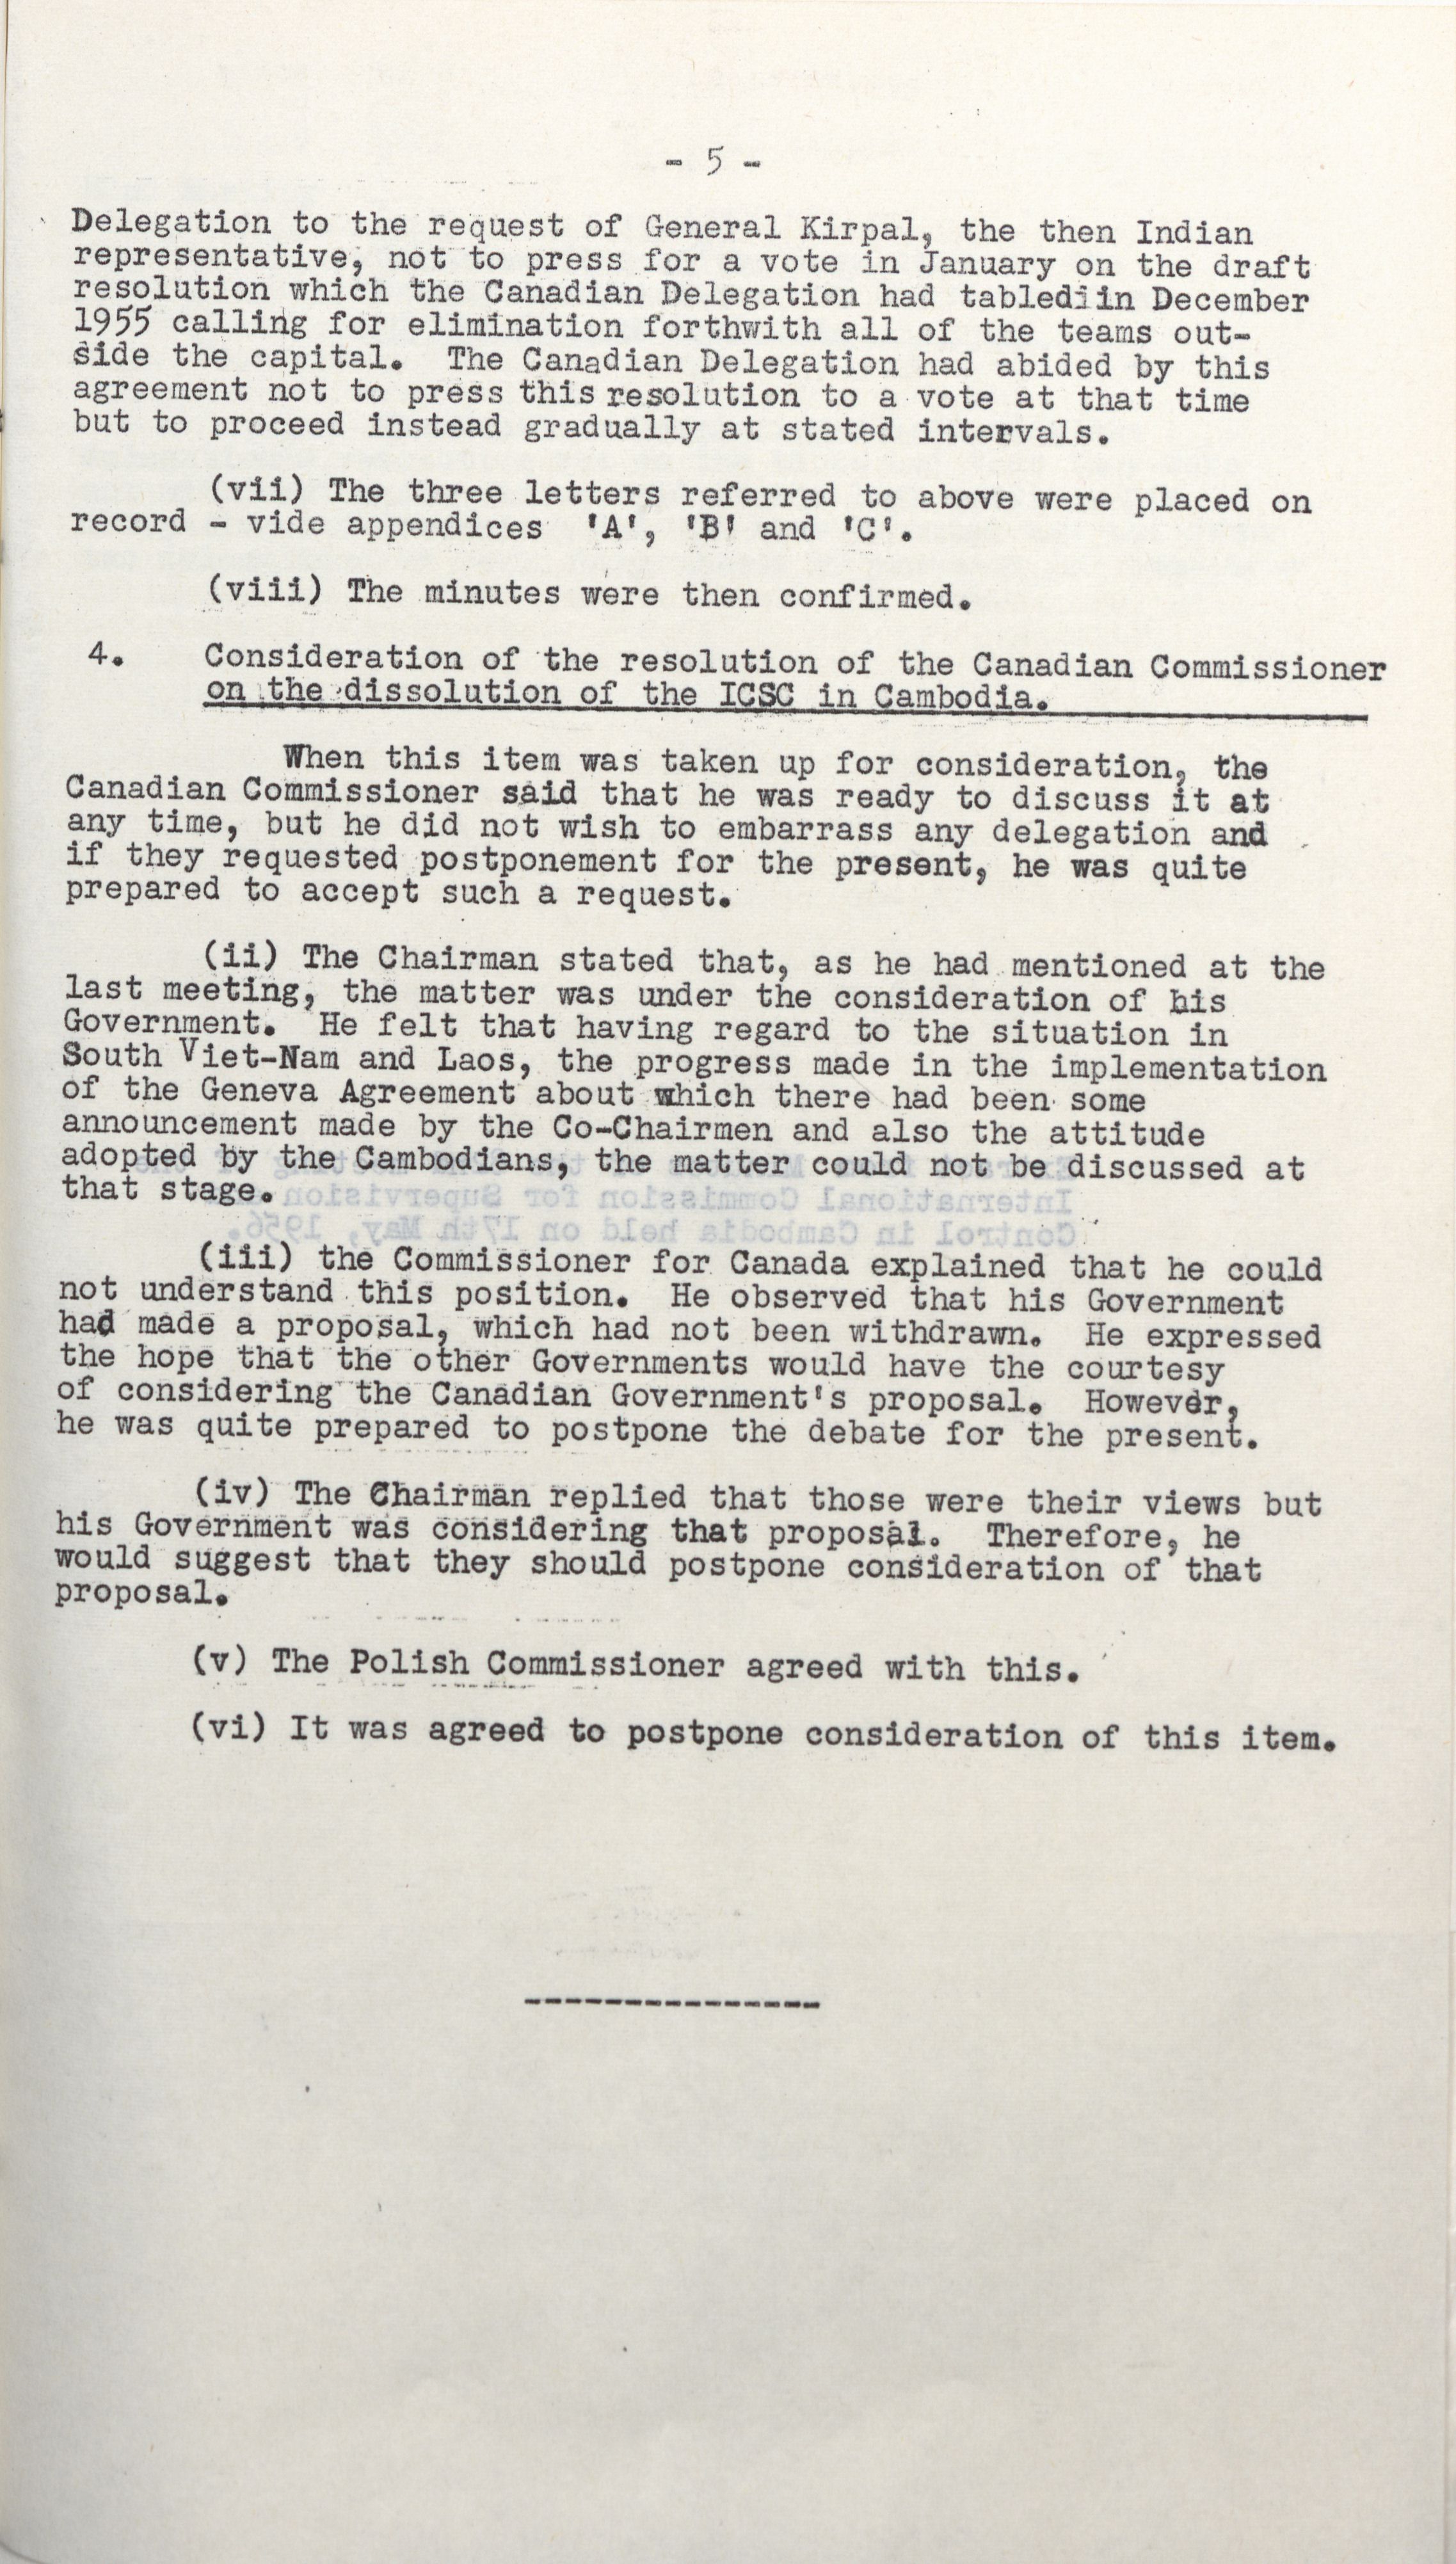 - 5 -
Delegation to the request of General Kirpal, the then Indian
representative, not to press for a vote in January on the draft
resolution which the Canadian Delegation had tablediin December
1955 calling for elimination forthwith all of the teams out-
side the capital. The Canadian Delegation had abided by this
agreement not to press this resolution to a vote at that time
but to proceed instead gradually at stated intervals.
(vii) The three letters referred to above were placed on
record - vide appendices 'A', 'B' and 'C'.
(viii) The minutes were then confirmed.
4. Consideration of the resolution of the Canadian Commissioner
on the dissolution of the ICSC in Cambodia.
When this item was taken up for consideration, the
Canadian Commissioner said that he was ready to discuss it at
any time, but he did not wish to embarrass any delegation and
if they requested postponement for the present, he was quite
prepared to accept such a request.
(ii) The Chairman stated that, as he had mentioned at the
last meeting, the matter was under the consideration of his
Government. He felt that having regard to the situation in
South Viet-Nam and Laos, the progress made in the implementation
of the Geneva Agreement about which there had been some
announcement made by the Co-Chairmen and also the attitude
adopted by the Cambodians, the matter could not be discussed at
that stage.
International Commission for Supervision
Control in Cambodia held on 17th May, 1956.
(iii) the Commissioner for Canada explained that he could
not understand this position. He observed that his Government
had made a proposal, which had not been withdrawn. He expressed
the hope that the other Governments would have the courtesy
of considering the Canadian Government's proposal. However,
he was quite prepared to postpone the debate for the present.
(iv) The Chairman replied that those were their views but
his Government was considering that proposal. Therefore, he
would suggest that they should postpone consideration of that
proposal.
(v) The Polish Commissioner agreed with this.
(vi) It was agreed to postpone consideration of this item.
---------------